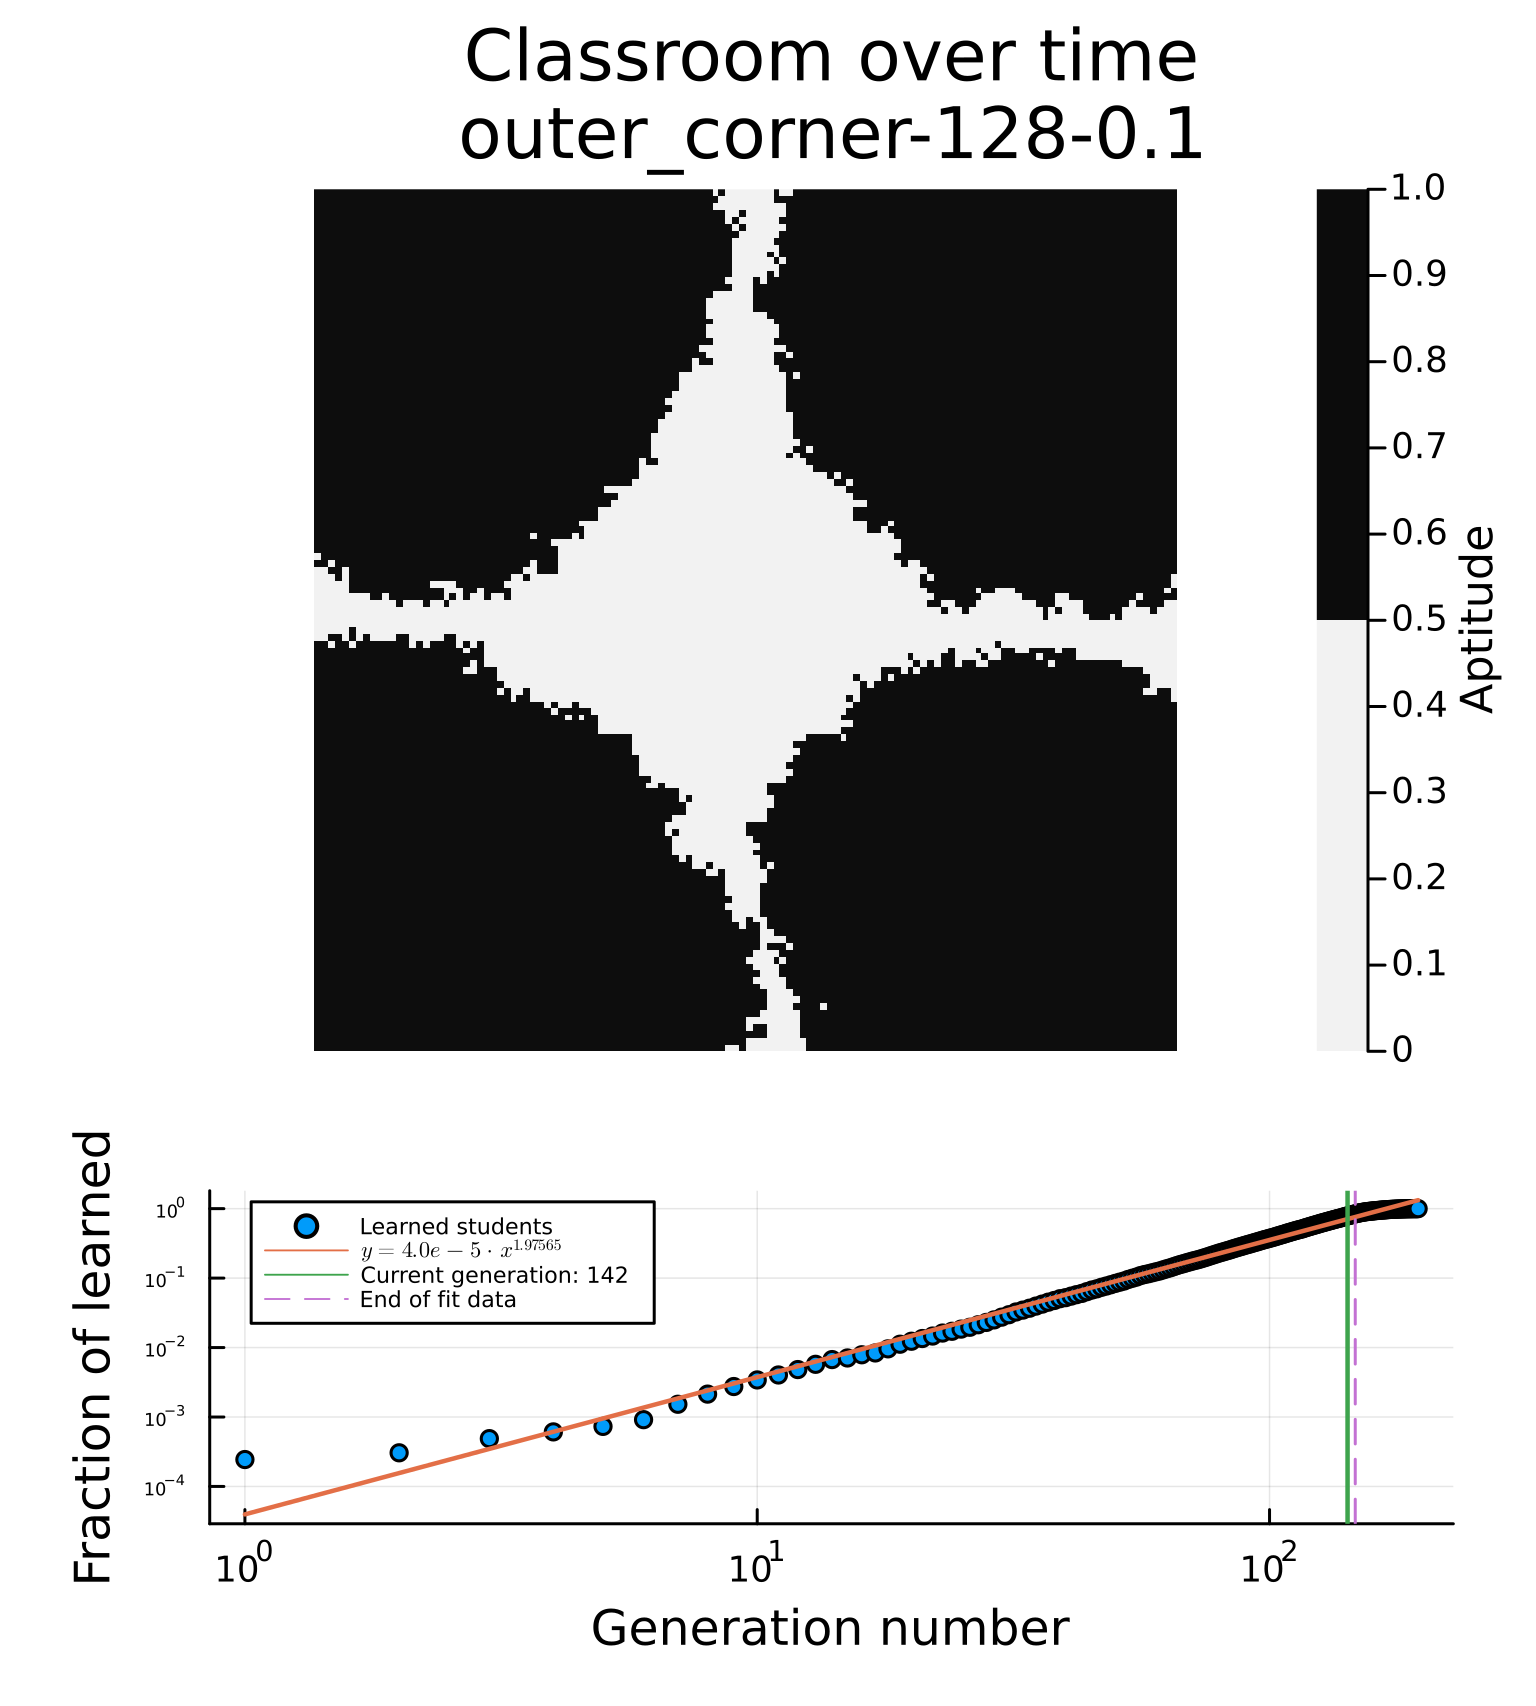 Classroom over time
outer_corner-128-0.1
1.0
0.9
0.8
0.7
0.6
0.5
0.4
0.3
0.2
0.1
0
Aptitude
Fraction of learned
10⁰
10⁻¹
10⁻²
10⁻³
10⁻⁴
Learned students
y = 4.0e − 5 · x^1.97565
Current generation: 142
End of fit data
10⁰ 10¹ 10²
Generation number